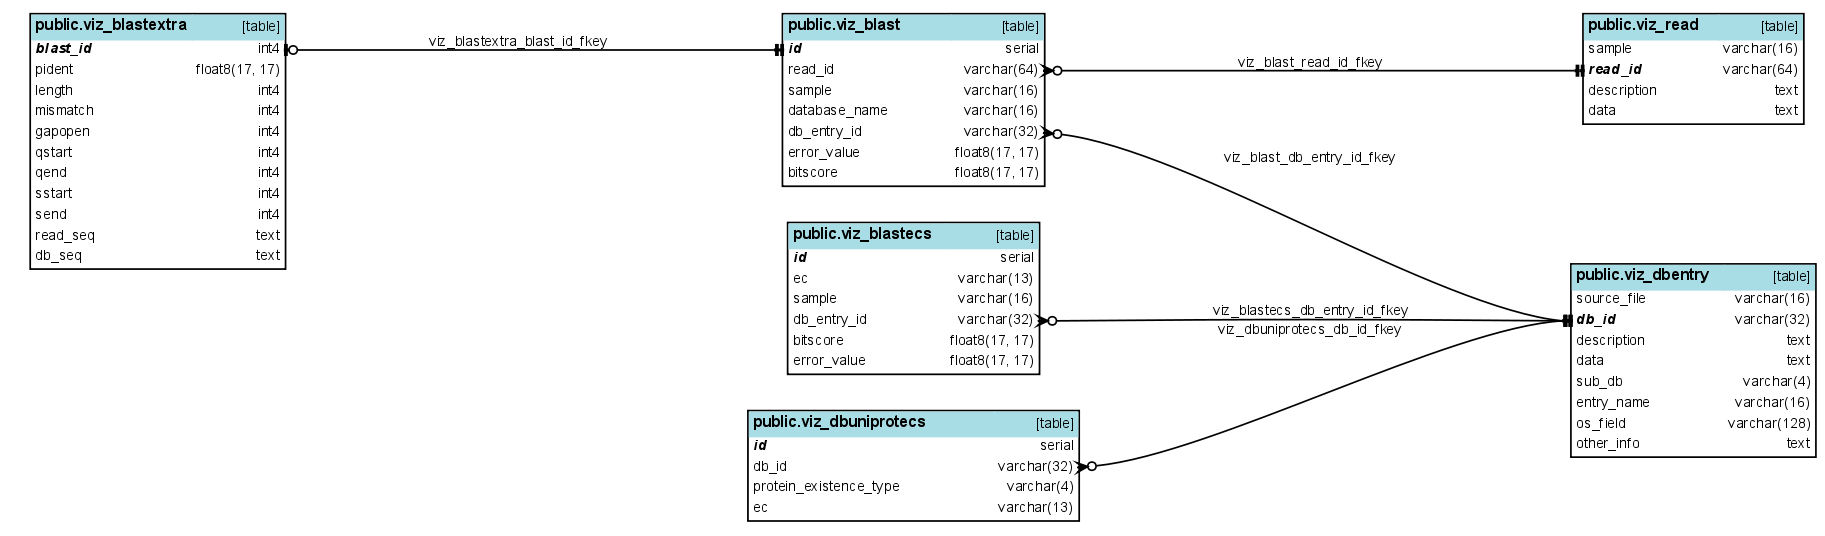 public.viz_blastextra [table]
blast_id int4
pident float8(17, 17)
length int4
mismatch int4
gapopen int4
qstart int4
qend int4
sstart int4
send int4
read_seq text
db_seq text
viz_blastextra_blast_id_fkey
public.viz_blast [table]
id serial
read_id varchar(64)
sample varchar(16)
database_name varchar(16)
db_entry_id varchar(32)
error_value float8(17, 17)
bitscore float8(17, 17)
viz_blast_read_id_fkey
public.viz_read [table]
sample varchar(16)
read_id varchar(64)
description text
data text
viz_blast_db_entry_id_fkey
public.viz_blastecs [table]
id serial
ec varchar(13)
sample varchar(16)
db_entry_id varchar(32)
bitscore float8(17, 17)
error_value float8(17, 17)
viz_blastecs_db_entry_id_fkey
viz_dbuniprotecs_db_id_fkey
public.viz_dbentry [table]
source_file varchar(16)
db_id varchar(32)
description text
data text
sub_db varchar(4)
entry_name varchar(16)
os_field varchar(128)
other_info text
public.viz_dbuniprotecs [table]
id serial
db_id varchar(32)
protein_existence_type varchar(4)
ec varchar(13)